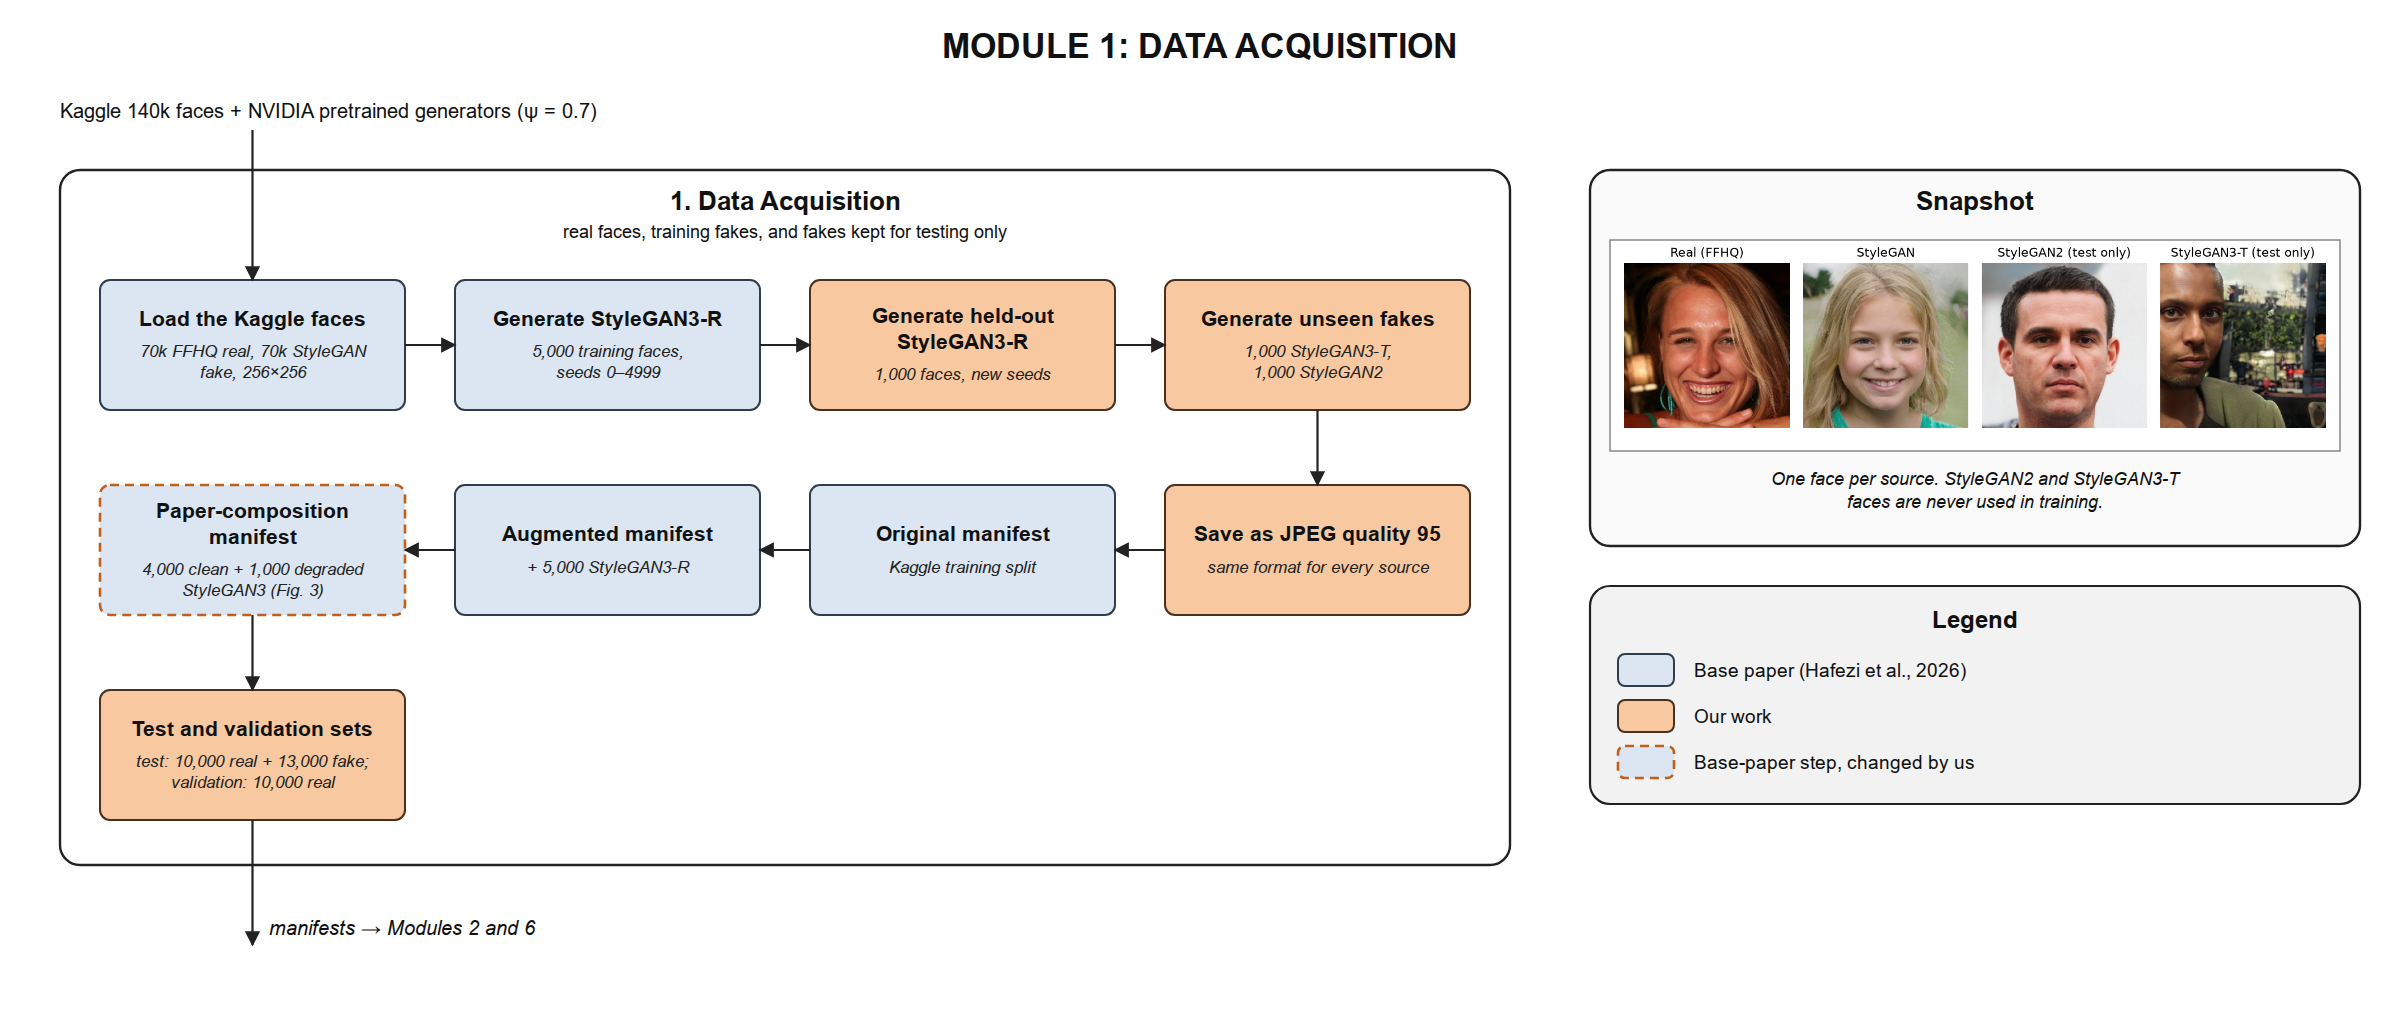 MODULE 1: DATA ACQUISITION
Kaggle 140k faces + NVIDIA pretrained generators (ψ = 0.7)
1. Data Acquisition
real faces, training fakes, and fakes kept for testing only
Load the Kaggle faces
70k FFHQ real, 70k StyleGAN
fake, 256×256
Generate StyleGAN3-R
5,000 training faces,
seeds 0–4999
Generate held-out
StyleGAN3-R
1,000 faces, new seeds
Generate unseen fakes
1,000 StyleGAN3-T,
1,000 StyleGAN2
Save as JPEG quality 95
same format for every source
Original manifest
Kaggle training split
Augmented manifest
+ 5,000 StyleGAN3-R
Paper-composition
manifest
4,000 clean + 1,000 degraded
StyleGAN3 (Fig. 3)
Test and validation sets
test: 10,000 real + 13,000 fake;
validation: 10,000 real
manifests → Modules 2 and 6
Snapshot
Real (FFHQ)
StyleGAN
StyleGAN2 (test only)
StyleGAN3-T (test only)
One face per source. StyleGAN2 and StyleGAN3-T
faces are never used in training.
Legend
Base paper (Hafezi et al., 2026)
Our work
Base-paper step, changed by us